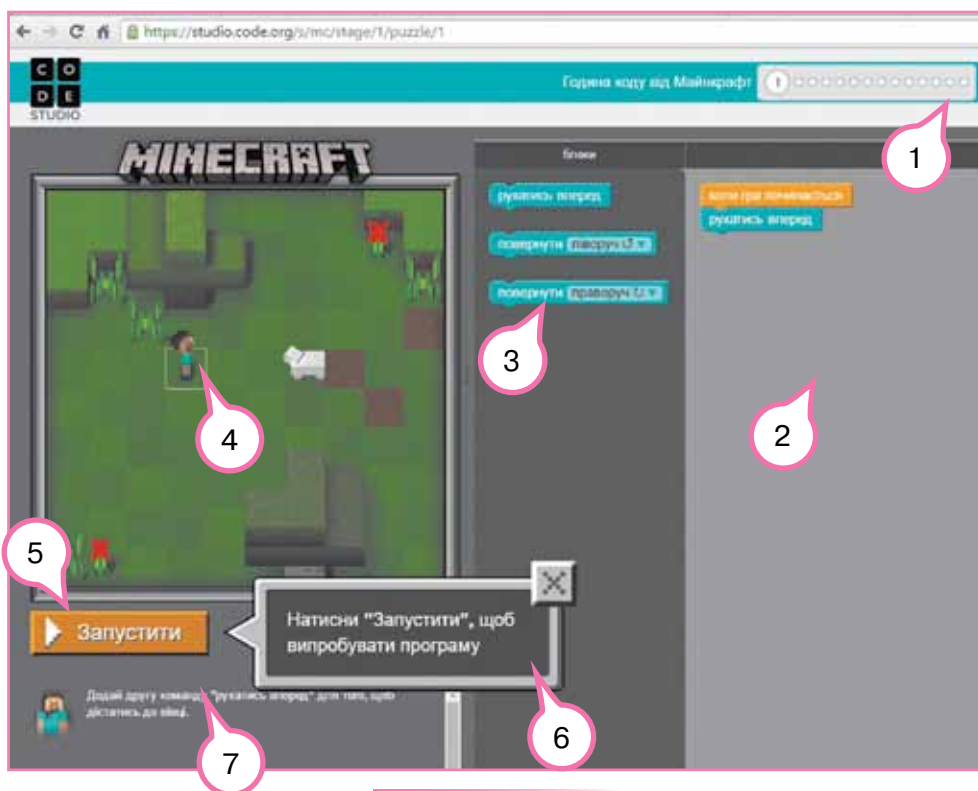 https://studio.code.org/s/mc/stage/1/puzzle/1
CODE
STUDIO
Година коду від Майнкрафт
1
1
MINECRAFT
блоки
рухатись вперед
коли гра починається
рухатись вперед
повернути ліворуч
повернути праворуч
3
2
4
5
Запустити
Натисни "Запустити", щоб
випробувати програму
6
Додай другу команду "рухатись вперед" для того, щоб
дістатись до вівці.
7